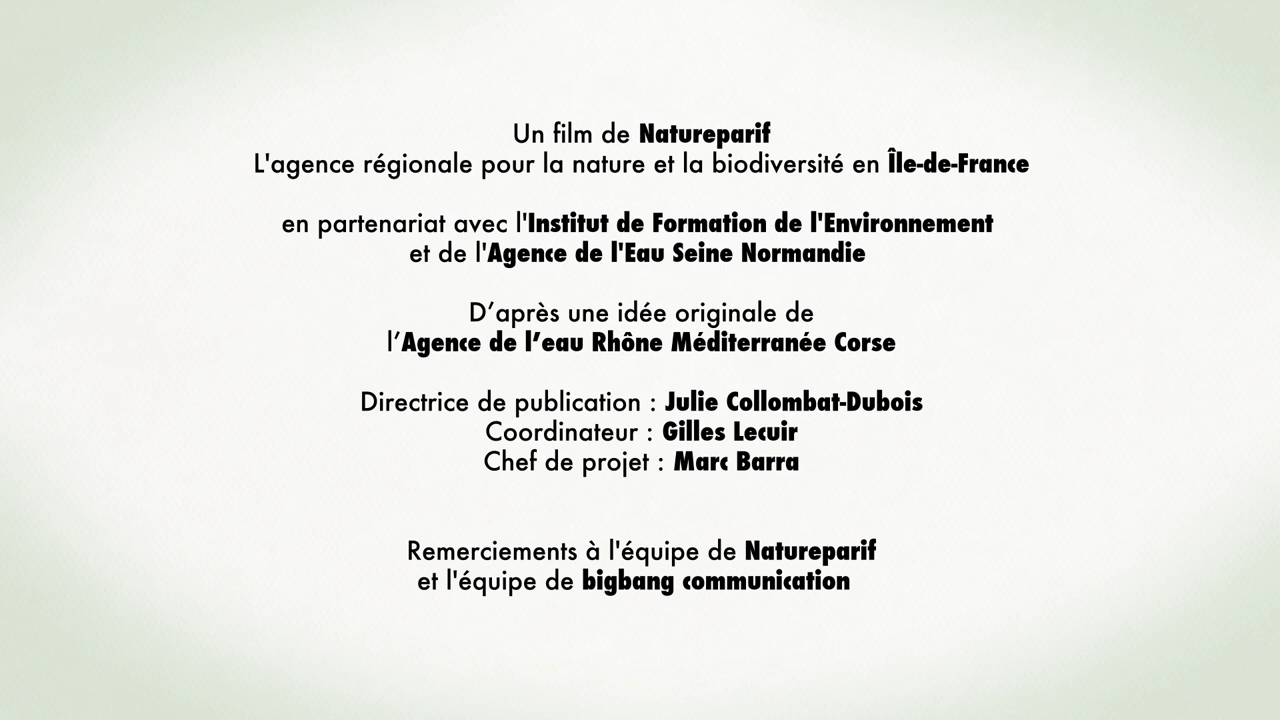 Un film de Natureparif
L'agence régionale pour la nature et la biodiversité en Île-de-France
en partenariat avec l'Institut de Formation de l'Environnement
et de l'Agence de l'Eau Seine Normandie
D’après une idée originale de
l’Agence de l’eau Rhône Méditerranée Corse
Directrice de publication : Julie Collombat-Dubois
Coordinateur : Gilles Lecuir
Chef de projet : Marc Barra
Remerciements à l'équipe de Natureparif
et l'équipe de bigbang communication